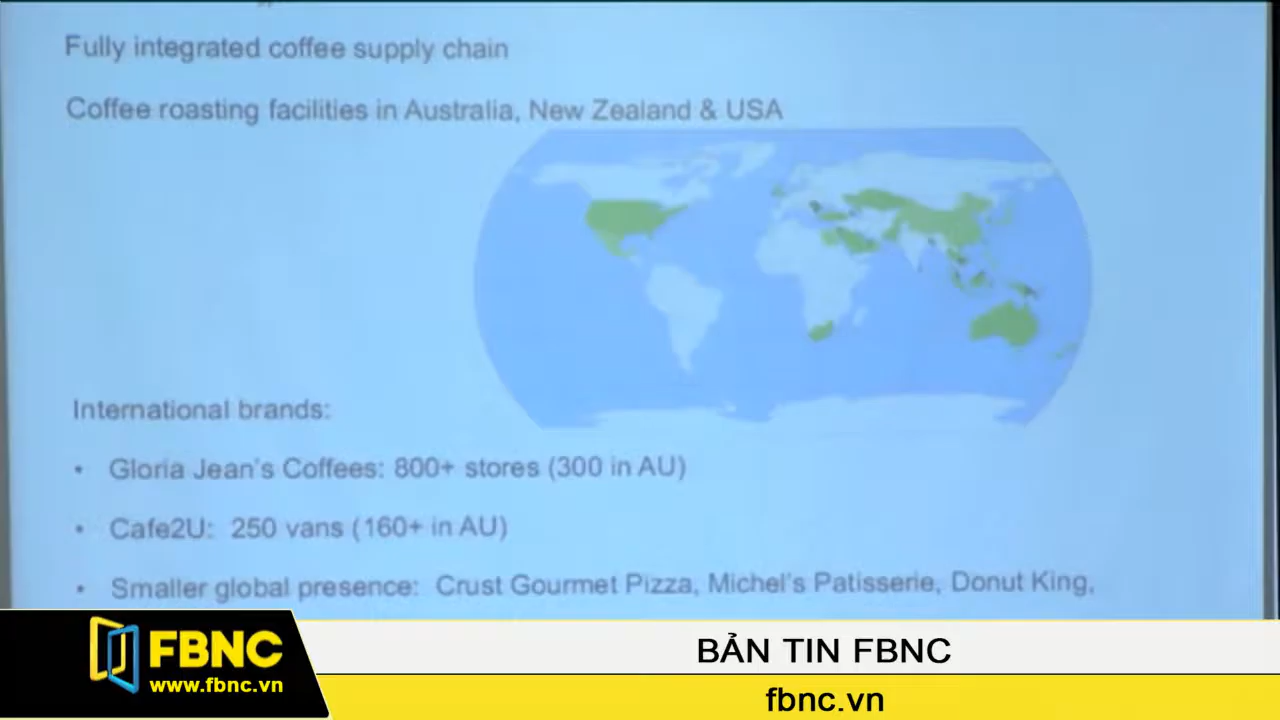 Fully integrated coffee supply chain
Coffee roasting facilities in Australia, New Zealand & USA
International brands:
• Gloria Jean's Coffees: 800+ stores (300 in AU)
• Cafe2U: 250 vans (160+ in AU)
• Smaller global presence: Crust Gourmet Pizza, Michel's Patisserie, Donut King,
FBNC
www.fbnc.vn
BẢN TIN FBNC
fbnc.vn